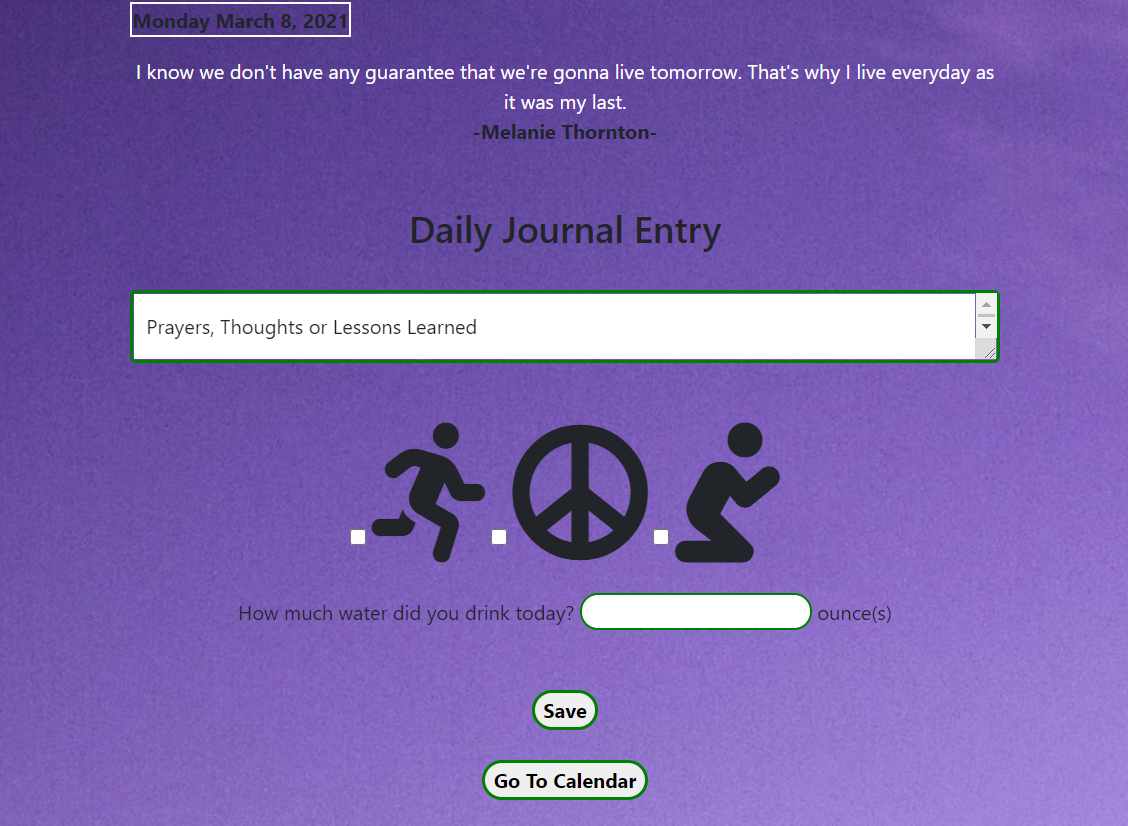 Monday March 8, 2021
I know we don't have any guarantee that we're gonna live tomorrow. That's why I live everyday as
it was my last.
-Melanie Thornton-
Daily Journal Entry
Prayers, Thoughts or Lessons Learned
How much water did you drink today? ounce(s)
Save
Go To Calendar